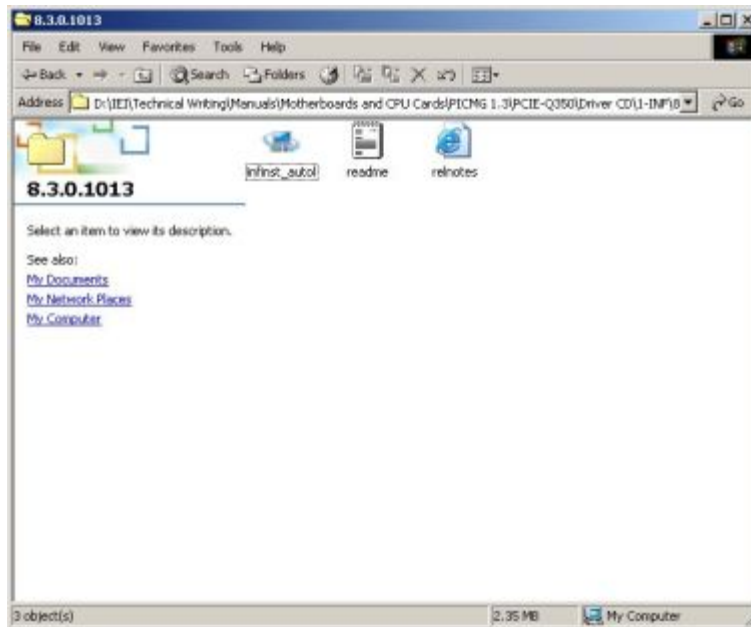 8.3.0.1013
File Edit View Favorites Tools Help
Back Search Folders
Address D:\IEI\Technical Writing\Manuals\Motherboards and CPU Cards\PICMG 1.3\PCIE-Q350\Driver CD\1-INF\8 Go
infinst_autol readme relnotes
8.3.0.1013
Select an item to view its description.
See also:
My Documents
My Network Places
My Computer
3 object(s) 2.35 MB My Computer